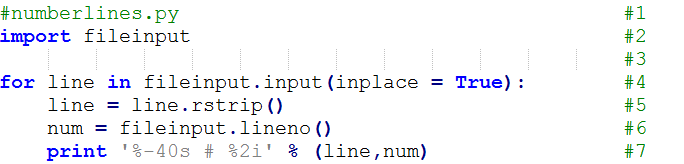 #numberlines.py                         #1
import fileinput                        #2
                                        #3
for line in fileinput.input(inplace = True): #4
    line = line.rstrip()                #5
    num = fileinput.lineno()            #6
    print '%-40s # %2i' % (line,num)    #7